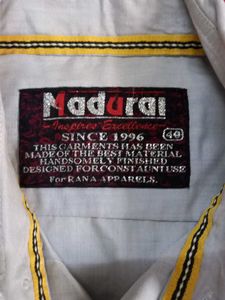 Madurai
Inspires Excellence
SINCE 1996
40
THIS GARMENTS HAS BEEN
MADE OF THE BEST MATERIAL
HANDSOMELY FINISHED
DESIGNED FOR CONSTAUNT USE
For RANA APPARELS.